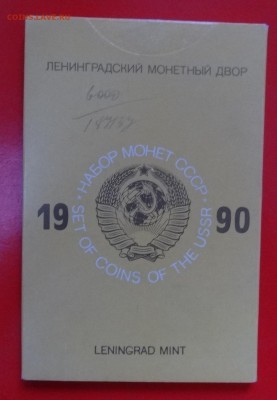 ЛЕНИНГРАДСКИЙ МОНЕТНЫЙ ДВОР
· НАБОР МОНЕТ СССР ·
19 90
SET OF COINS OF THE USSR
LENINGRAD MINT